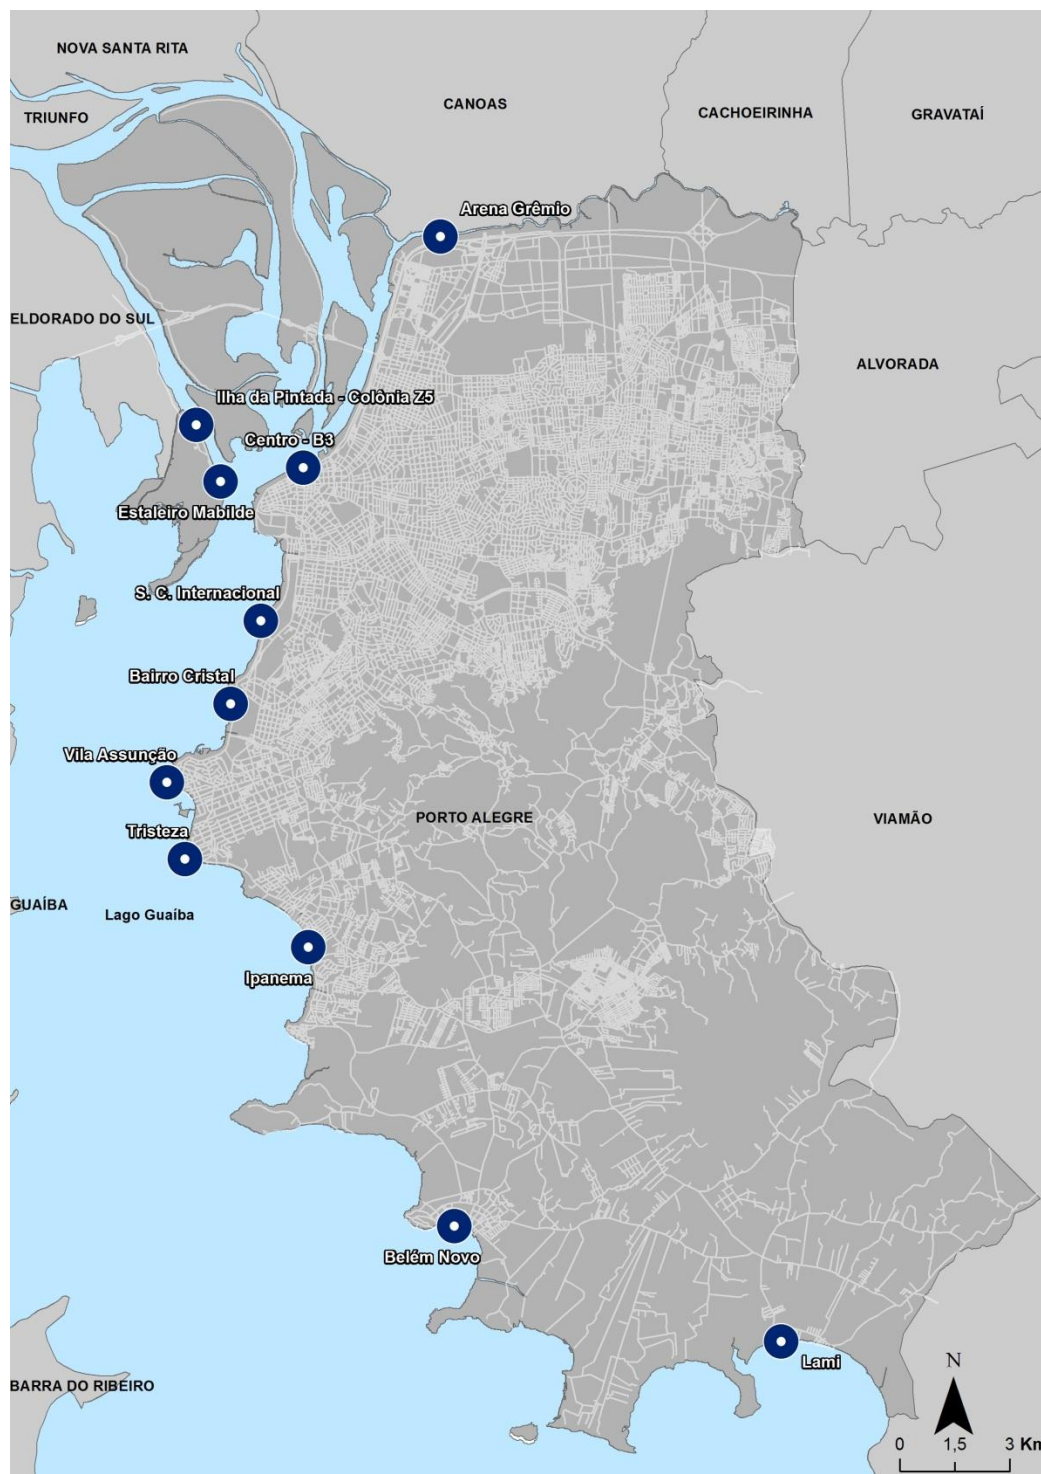 NOVA SANTA RITA
CANOAS
CACHOEIRINHA
GRAVATAÍ
TRIUNFO
Arena Grêmio
ELDORADO DO SUL
ALVORADA
Ilha da Pintada - Colônia Z5
Centro - B3
Estaleiro Mabilde
S. C. Internacional
Bairro Cristal
Vila Assunção
PORTO ALEGRE
VIAMÃO
Tristeza
GUAÍBA
Lago Guaíba
Ipanema
Belém Novo
Lami
N
BARRA DO RIBEIRO
0 1,5 3 Km